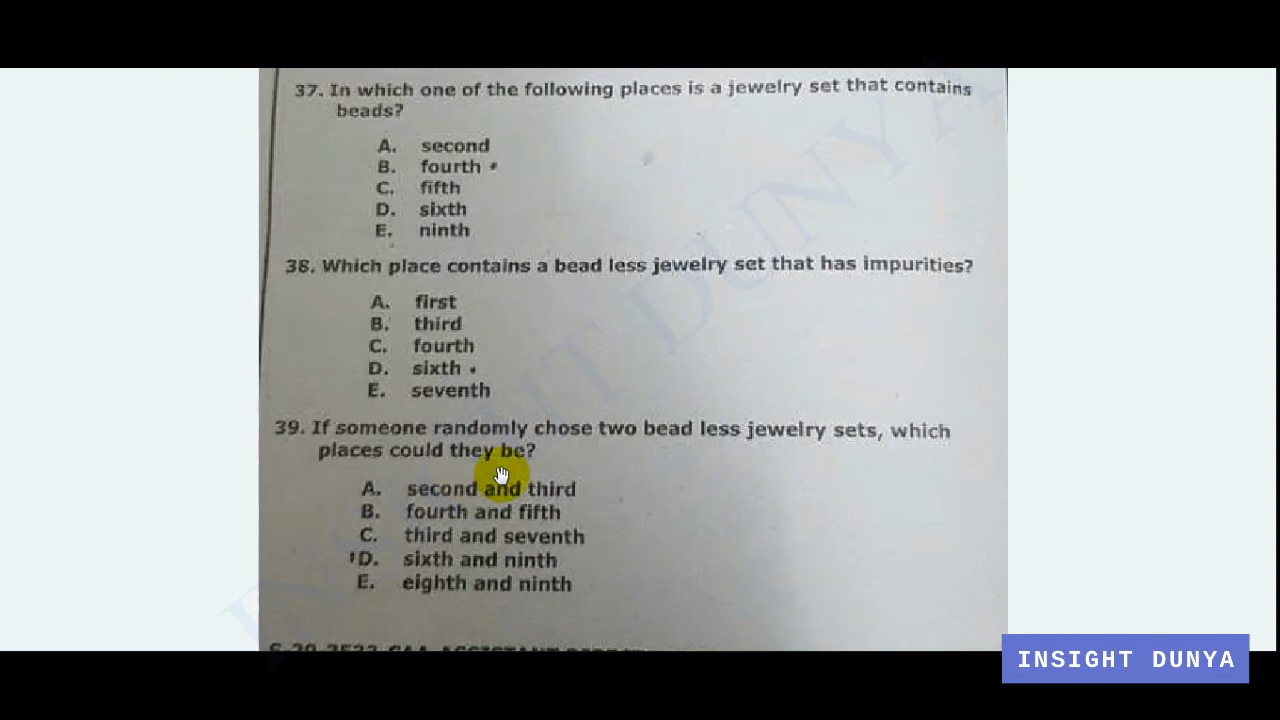 37. In which one of the following places is a jewelry set that contains
beads?
A. second
B. fourth
C. fifth
D. sixth
E. ninth
38. Which place contains a bead less jewelry set that has impurities?
A. first
B. third
C. fourth
D. sixth
E. seventh
39. If someone randomly chose two bead less jewelry sets, which
places could they be?
A. second and third
B. fourth and fifth
C. third and seventh
D. sixth and ninth
E. eighth and ninth
INSIGHT DUNYA
INSIGHT DUNYA